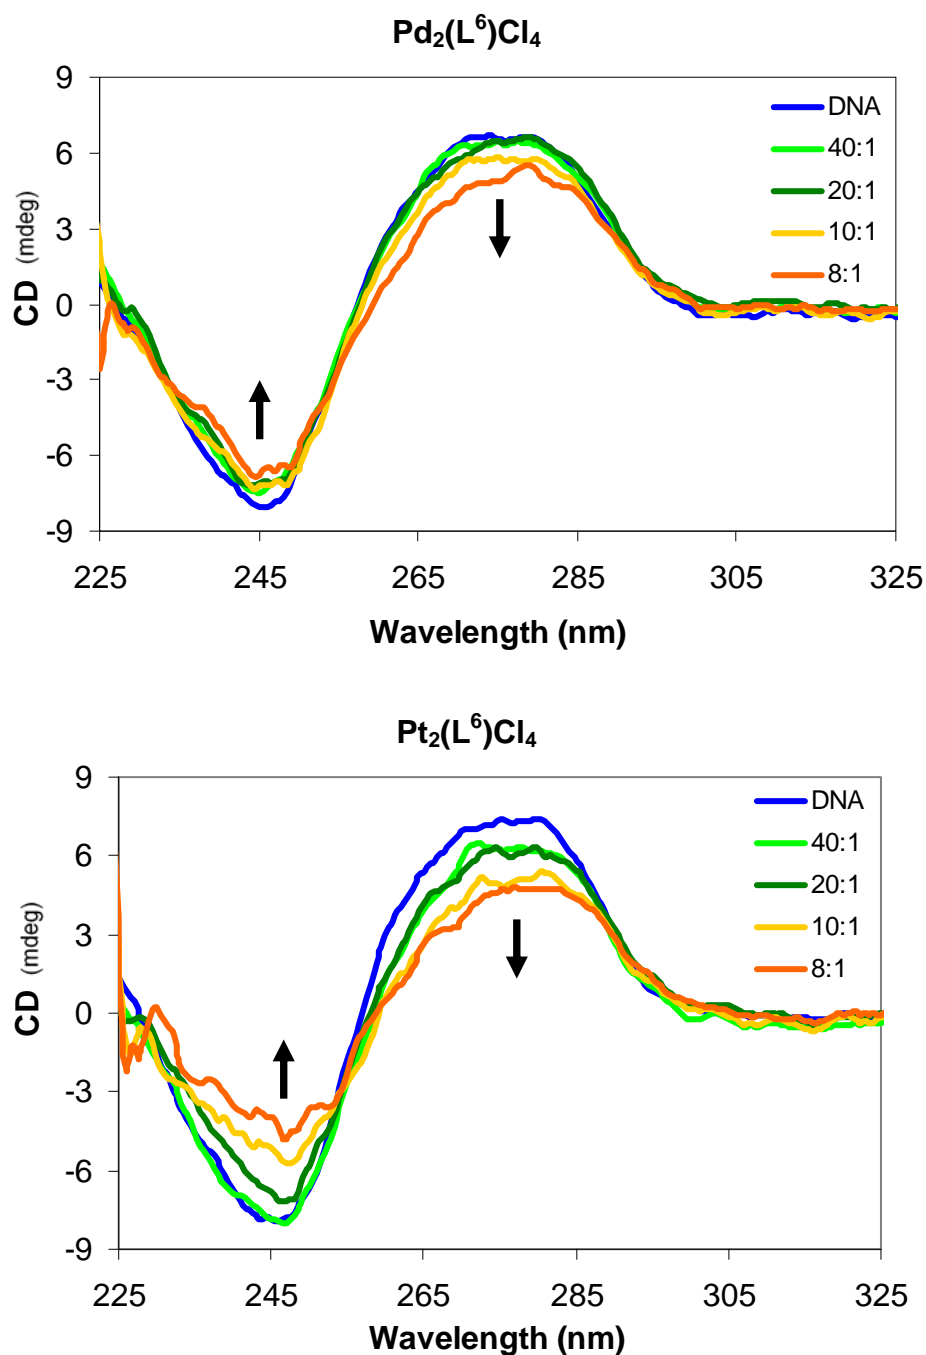 Pd₂(L⁶)Cl₄
9
6
3
0
-3
-6
-9
CD (mdeg)
DNA
40:1
20:1
10:1
8:1
225 245 265 285 305 325
Wavelength (nm)
Pt₂(L⁶)Cl₄
9
6
3
0
-3
-6
-9
CD (mdeg)
DNA
40:1
20:1
10:1
8:1
225 245 265 285 305 325
Wavelength (nm)